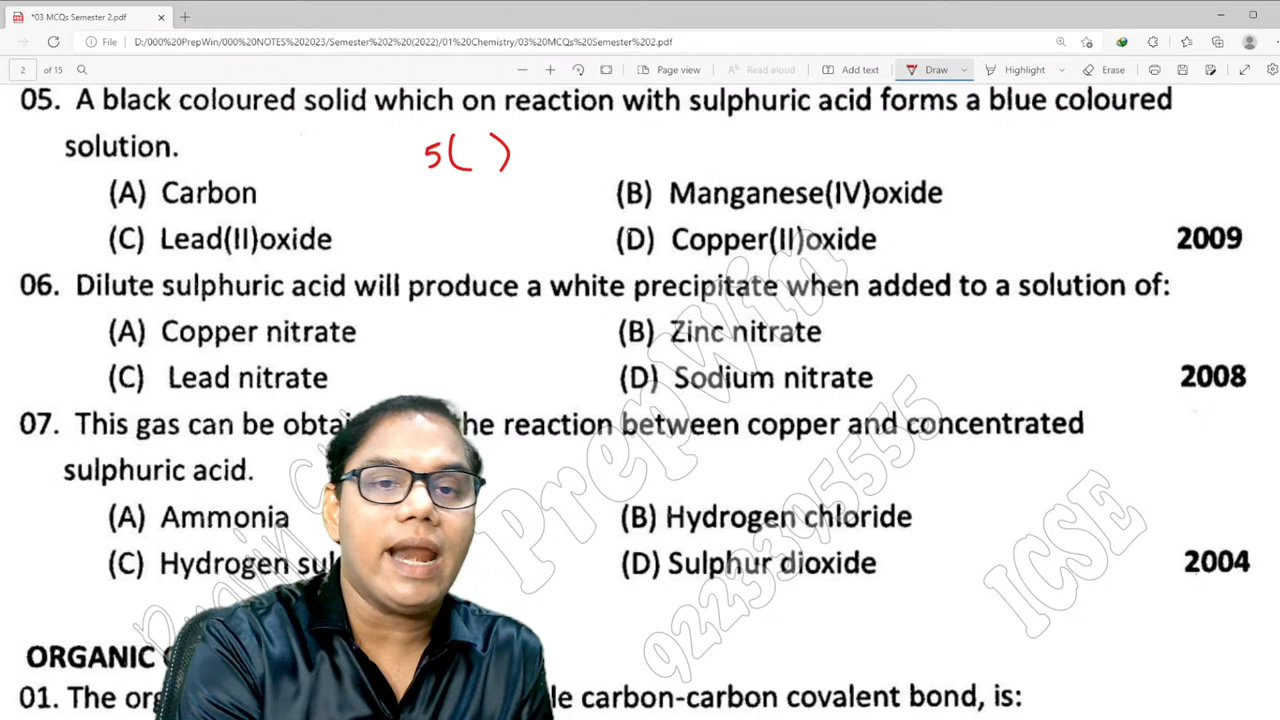 *03 MCQs Semester 2.pdf
File D:/000%20PrepWin/000%20NOTES%202023/Semester%202%20(2022)/01%20Chemistry/03%20MCQs%20Semester%202.pdf
2 of 15 Page view Read aloud Add text Draw Highlight Erase
05. A black coloured solid which on reaction with sulphuric acid forms a blue coloured
solution.
5( )
(A) Carbon (B) Manganese(IV)oxide
(C) Lead(II)oxide (D) Copper(II)oxide 2009
06. Dilute sulphuric acid will produce a white precipitate when added to a solution of:
(A) Copper nitrate (B) Zinc nitrate
(C) Lead nitrate (D) Sodium nitrate 2008
07. This gas can be the reaction between copper and concentrated
sulphuric acid.
(A) Ammonia (B) Hydrogen chloride
(C) Hydrogen (D) Sulphur dioxide 2004
PrepWin
9223395535
ICSE
ORGANIC
01. The carbon-carbon covalent bond, is: